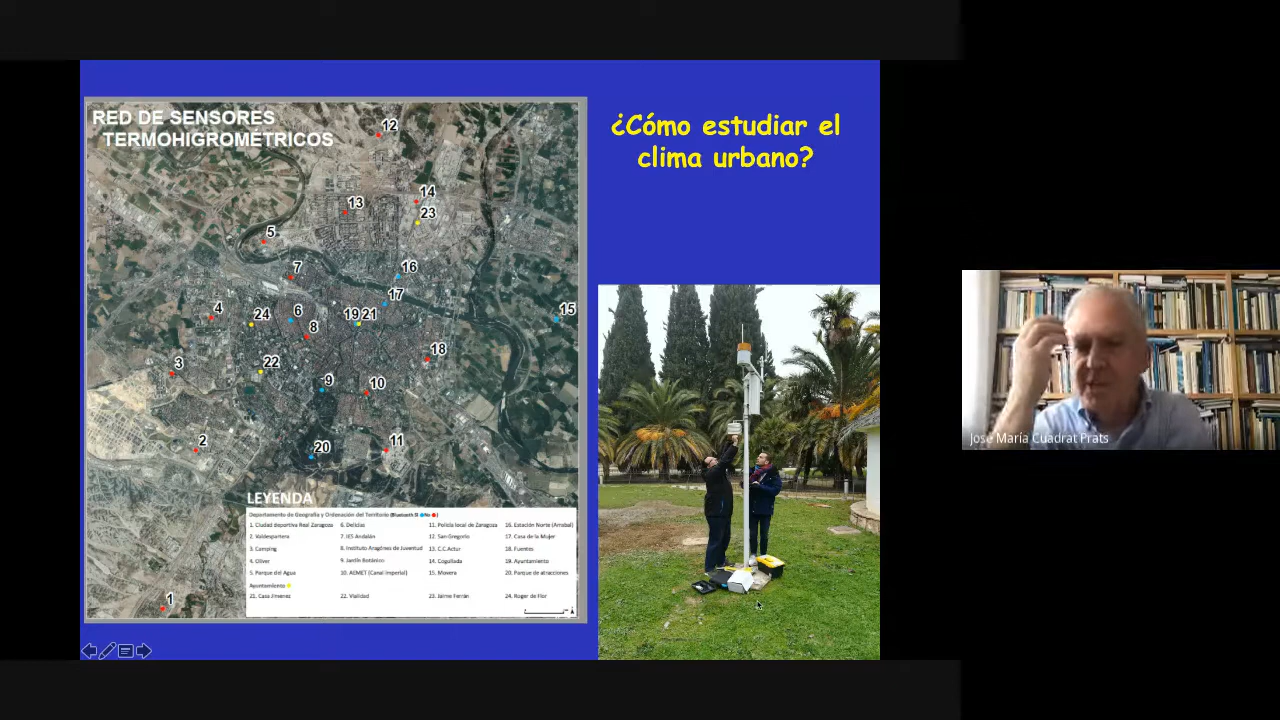 RED DE SENSORES
TERMOHIGROMÉTRICOS
¿Cómo estudiar el
clima urbano?
12
14
13
23
5
7
16
17
4
24
6
19 21
15
8
18
22
3
9
10
2
20
11
1
LEYENDA
Departamento de Geografía y Ordenación del Territorio (Bluetooth SI No )
1. Ciudad deportiva Real Zaragoza
2. Valdespartera
3. Camping
4. Oliver
5. Parque del Agua
6. Delicias
7. IES Andalán
8. Instituto Aragonés de Juventud
9. Jardín Botánico
10. AEMET (Canal Imperial)
11. Policía local de Zaragoza
12. San Gregorio
13. C.C.Actur
14. Cogullada
15. Movera
16. Estación Norte (Arrabal)
17. Casa de la Mujer
18. Fuentes
19. Ayuntamiento
20. Parque de atracciones
Ayuntamiento
21. Casa Jimenez
22. Vialidad
23. Jaime Ferrán
24. Roger de Flor
José María Cuadrat Prats